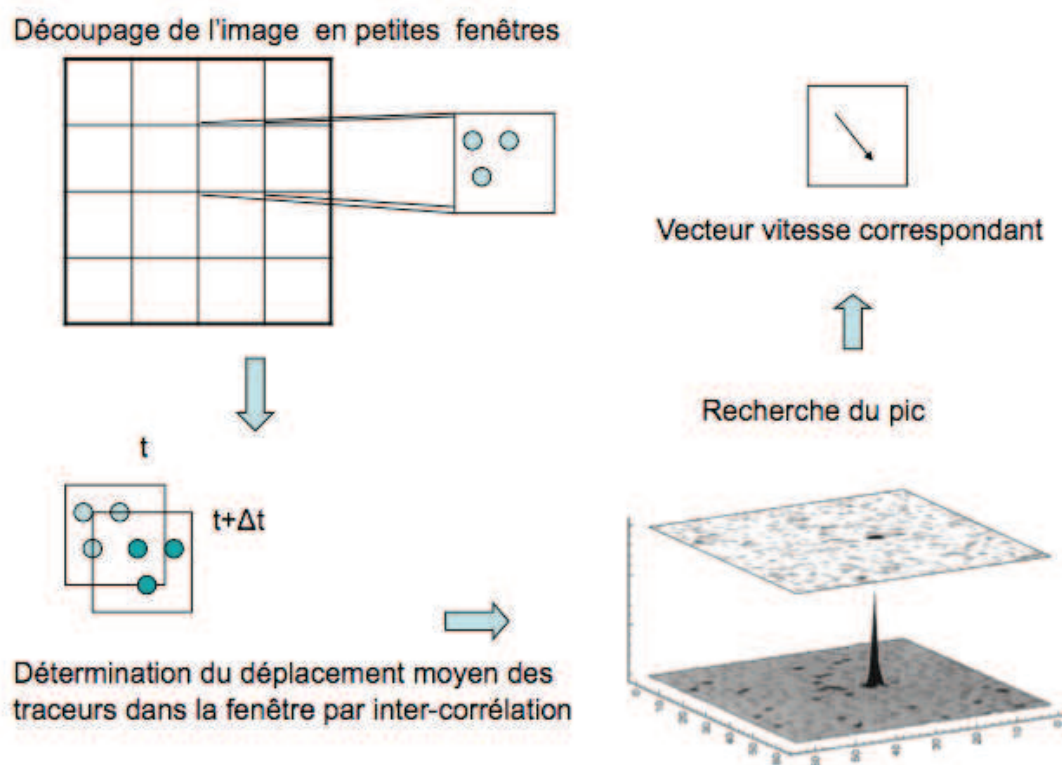 Découpage de l'image en petites fenêtres
t
t+Δt
Détermination du déplacement moyen des
traceurs dans la fenêtre par inter-corrélation
Vecteur vitesse correspondant
Recherche du pic